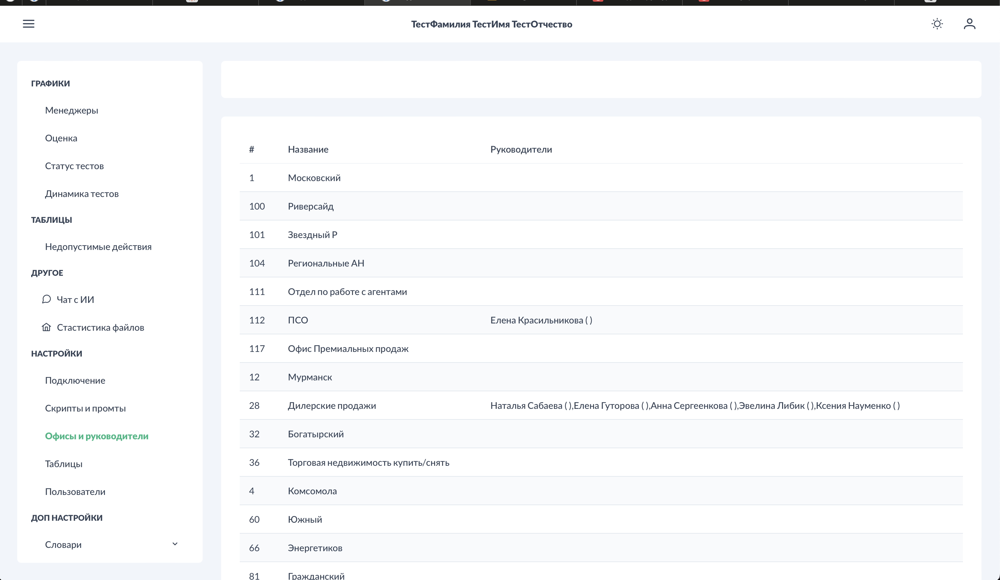 ТестФамилия ТестИмя ТестОтчество
ГРАФИКИ
Менеджеры
Оценка
Статус тестов
Динамика тестов
ТАБЛИЦЫ
Недопустимые действия
ДРУГОЕ
Чат с ИИ
Стастистика файлов
НАСТРОЙКИ
Подключение
Скрипты и промты
Офисы и руководители
Таблицы
Пользователи
ДОП НАСТРОЙКИ
Словари
# Название Руководители
1 Московский
100 Риверсайд
101 Звездный Р
104 Региональные АН
111 Отдел по работе с агентами
112 ПСО Елена Красильникова ( )
117 Офис Премиальных продаж
12 Мурманск
28 Дилерские продажи Наталья Сабаева ( ),Елена Гуторова ( ),Анна Сергеенкова ( ),Эвелина Либик ( ),Ксения Науменко ( )
32 Богатырский
36 Торговая недвижимость купить/снять
4 Комсомола
60 Южный
66 Энергетиков
81 Гражданский